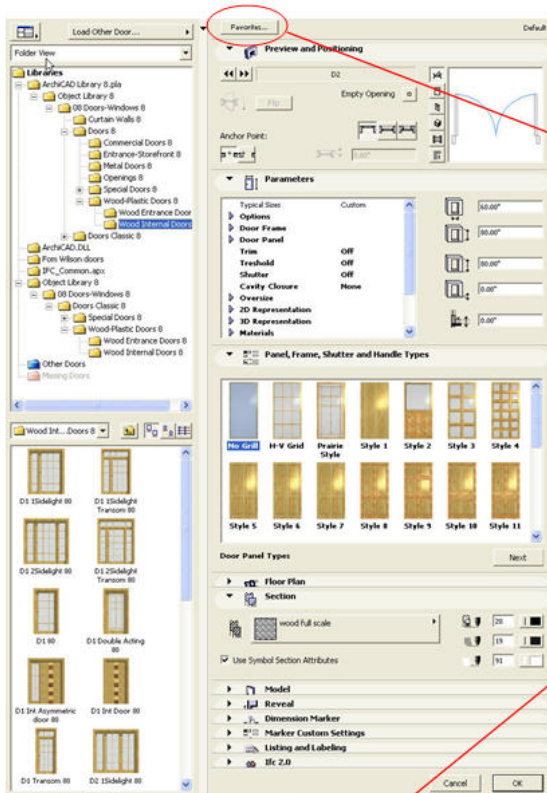 Load Other Door...
Folder View
Libraries
ArchiCAD Library 8.pla
Object Library 8
08 Doors-Windows 8
Curtain Walls 8
Doors 8
Commercial Doors 8
Entrance-Storefront 8
Metal Doors 8
Openings 8
Special Doors 8
Wood-Plastic Doors 8
Wood Entrance Door
Wood Internal Doors
Doors Classic 8
ArchiCAD.DLL
Pom Wilson doors
IFC_Common.apx
Object Library 8
08 Doors-Windows 8
Doors Classic 8
Special Doors 8
Wood-Plastic Doors 8
Wood Entrance Doors 8
Wood Internal Doors 8
Other Doors
Missing Doors
Wood Int...Doors 8
D1 1Sidelight 80
D1 1Sidelight Transom 80
D1 2Sidelight 80
D1 2Sidelight Transom 80
D1 80
D1 Double Acting 80
D1 Int Asymmetric door 80
D1 Int Door 80
D1 Transom 80
D2 1Sidelight 80
Favorites...
Default
Preview and Positioning
D2
Flip
Empty Opening
Anchor Point:
0.00"
Parameters
Typical Sizes Custom
Options
Door Frame
Door Panel
Trim Off
Treshold Off
Shutter Off
Cavity Closure None
Oversize
2D Representation
3D Representation
Materials
60.00"
80.00"
80.00"
0.00"
0.00"
Panel, Frame, Shutter and Handle Types
No Grill
H-V Grid
Prairie Style
Style 1
Style 2
Style 3
Style 4
Style 5
Style 6
Style 7
Style 8
Style 9
Style 10
Style 11
Door Panel Types
Next
Floor Plan
Section
wood full scale
20
19
91
Use Symbol Section Attributes
Model
Reveal
Dimension Marker
Marker Custom Settings
Listing and Labeling
Ifc 2.0
Cancel
OK